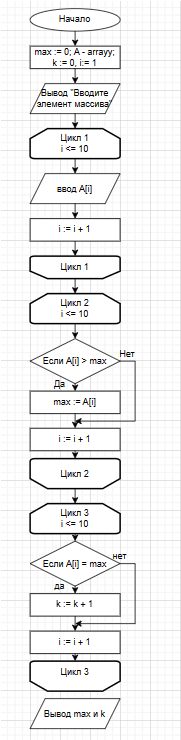 Начало
max := 0; A - arrayy;
k := 0, i:= 1
Вывод "Вводите
элемент массива"
Цикл 1
i <= 10
ввод A[i]
i := i + 1
Цикл 1
Цикл 2
i <= 10
Если A[i] > max
Нет
Да
max := A[i]
i := i + 1
Цикл 2
Цикл 3
i <= 10
Если A[i] = max
нет
да
k := k + 1
i := i + 1
Цикл 3
Вывод max и k